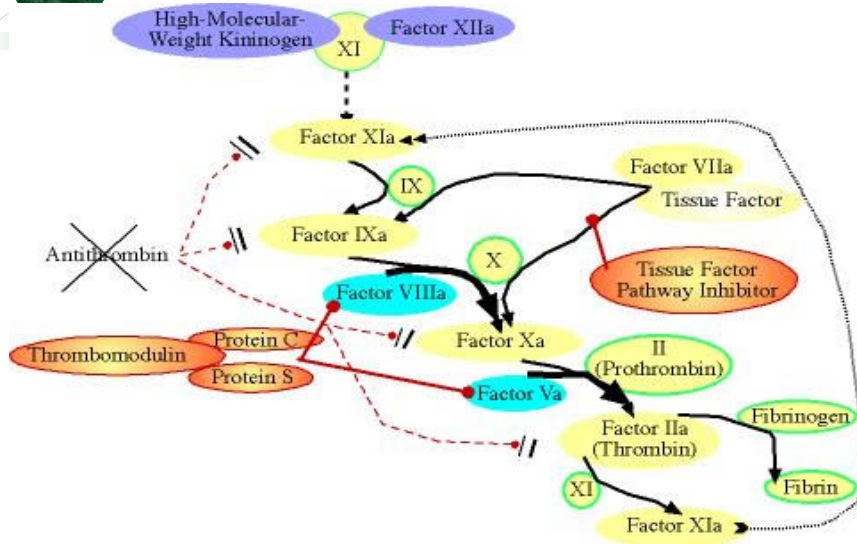 High-Molecular-
Weight Kininogen
Factor XIIa
XI
Factor XIa
Factor VIIa
IX
Tissue Factor
Factor IXa
Antithrombin
X
Tissue Factor
Pathway Inhibitor
Factor VIIIa
Protein C
Factor Xa
II
(Prothrombin)
Thrombomodulin
Protein S
Factor Va
Fibrinogen
Factor IIa
(Thrombin)
XI
Fibrin
Factor XIa